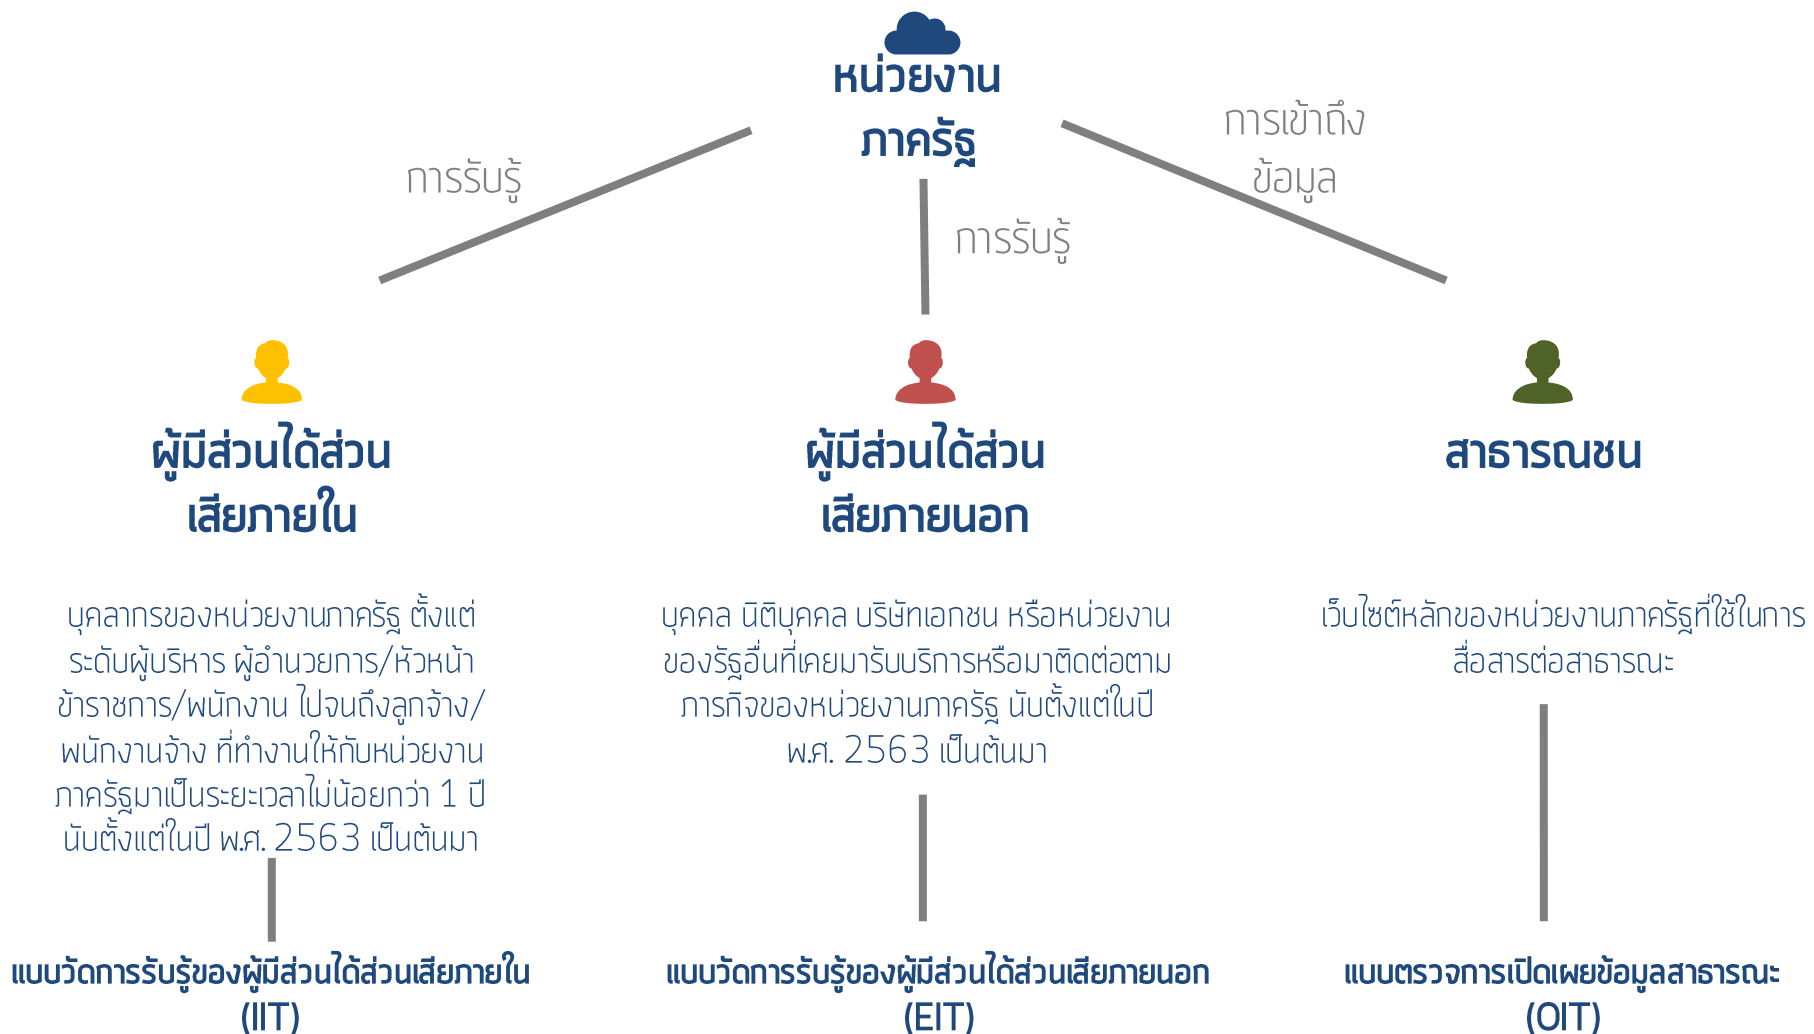 หน่วยงาน
ภาครัฐ
การรับรู้
การรับรู้
การเข้าถึง
ข้อมูล
ผู้มีส่วนได้ส่วน
เสียภายใน
บุคลากรของหน่วยงานภาครัฐ ตั้งแต่
ระดับผู้บริหาร ผู้อำนวยการ/หัวหน้า
ข้าราชการ/พนักงาน ไปจนถึงลูกจ้าง/
พนักงานจ้าง ที่ทำงานให้กับหน่วยงาน
ภาครัฐมาเป็นระยะเวลาไม่น้อยกว่า 1 ปี
นับตั้งแต่ในปี พ.ศ. 2563 เป็นต้นมา
แบบวัดการรับรู้ของผู้มีส่วนได้ส่วนเสียภายใน
(IIT)
ผู้มีส่วนได้ส่วน
เสียภายนอก
บุคคล นิติบุคคล บริษัทเอกชน หรือหน่วยงาน
ของรัฐอื่นที่เคยมารับบริการหรือมาติดต่อตาม
ภารกิจของหน่วยงานภาครัฐ นับตั้งแต่ในปี
พ.ศ. 2563 เป็นต้นมา
แบบวัดการรับรู้ของผู้มีส่วนได้ส่วนเสียภายนอก
(EIT)
สาธารณชน
เว็บไซต์หลักของหน่วยงานภาครัฐที่ใช้ในการ
สื่อสารต่อสาธารณะ
แบบตรวจการเปิดเผยข้อมูลสาธารณะ
(OIT)